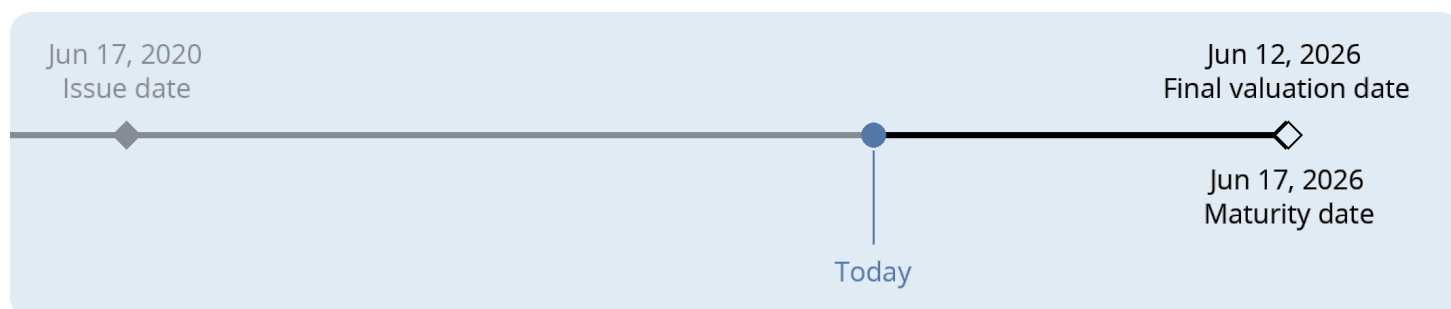 Jun 17, 2020
Issue date
Jun 12, 2026
Final valuation date
Jun 17, 2026
Maturity date
Today